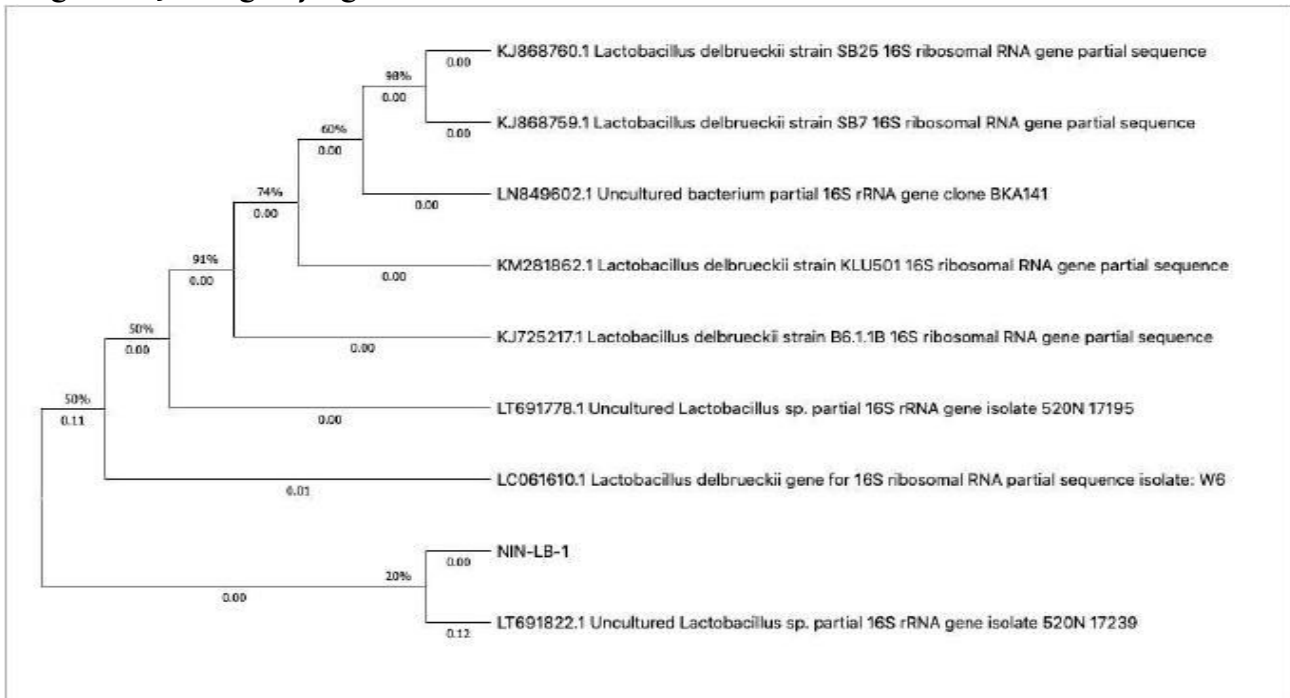 KJ868760.1 Lactobacillus delbrueckii strain SB25 16S ribosomal RNA gene partial sequence
0.00
98%
0.00
KJ868759.1 Lactobacillus delbrueckii strain SB7 16S ribosomal RNA gene partial sequence
0.00
60%
0.00
LN849602.1 Uncultured bacterium partial 16S rRNA gene clone BKA141
0.00
74%
0.00
KM281862.1 Lactobacillus delbrueckii strain KLU501 16S ribosomal RNA gene partial sequence
0.00
91%
0.00
KJ725217.1 Lactobacillus delbrueckii strain B6.1.1B 16S ribosomal RNA gene partial sequence
0.00
50%
0.00
LT691778.1 Uncultured Lactobacillus sp. partial 16S rRNA gene isolate 520N 17195
0.00
50%
0.11
LC061610.1 Lactobacillus delbrueckii gene for 16S ribosomal RNA partial sequence isolate: W6
0.01
NIN-LB-1
0.00
20%
0.00
LT691822.1 Uncultured Lactobacillus sp. partial 16S rRNA gene isolate 520N 17239
0.12